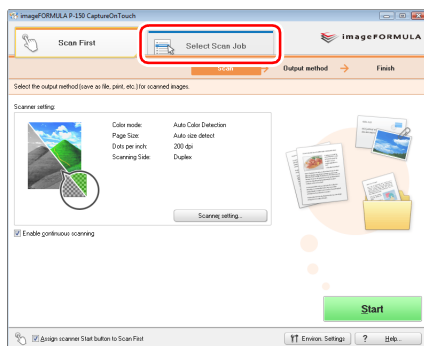 imageFORMULA P-150 CaptureOnTouch
Scan First
Select Scan Job
imageFORMULA
Scan
Output method
Finish
Select the output method (save as file, print, etc.) for scanned images.
Scanner setting:
Color mode: Auto Color Detection
Page Size: Auto size detect
Dots per inch: 200 dpi
Scanning Side: Duplex
Scanner setting...
Enable continuous scanning
Start
Assign scanner Start button to Scan First
Environ. Settings
? Help...